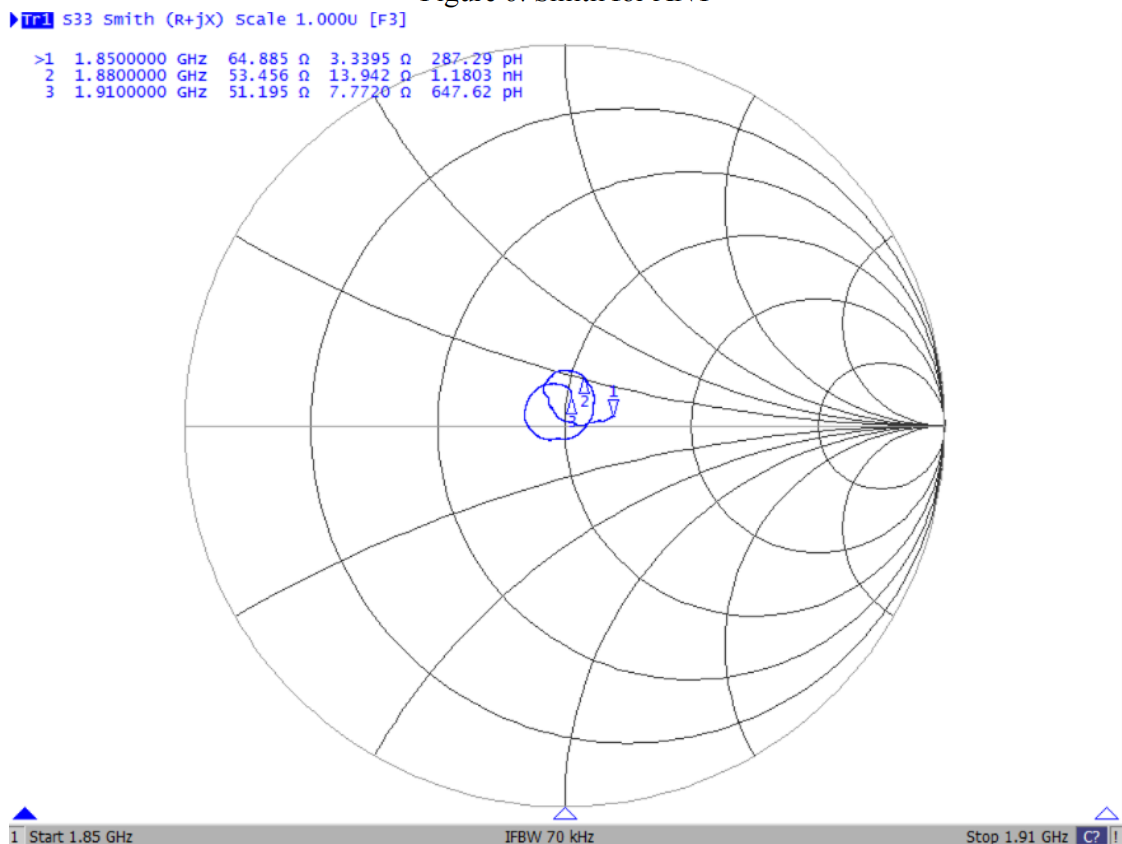 Tr1 S33 Smith (R+jX) Scale 1.000U [F3]
>1 1.8500000 GHz 64.885 Ω 3.3395 Ω 287.29 pH
2 1.8800000 GHz 53.456 Ω 13.942 Ω 1.1803 nH
3 1.9100000 GHz 51.195 Ω 7.7720 Ω 647.62 pH
1
2
3
1 Start 1.85 GHz IFBW 70 kHz Stop 1.91 GHz C? !